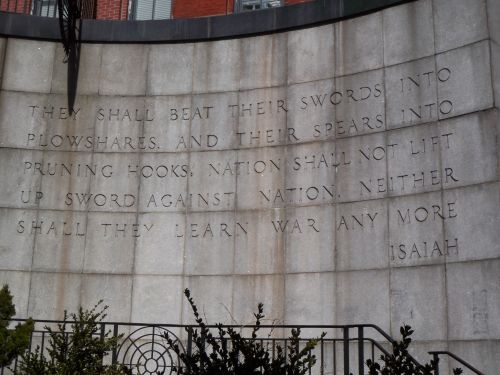 THEY SHALL BEAT THEIR SWORDS INTO
PLOWSHARES, AND THEIR SPEARS INTO
PRUNING HOOKS, NATION SHALL NOT LIFT
UP SWORD AGAINST NATION, NEITHER
SHALL THEY LEARN WAR ANY MORE
ISAIAH